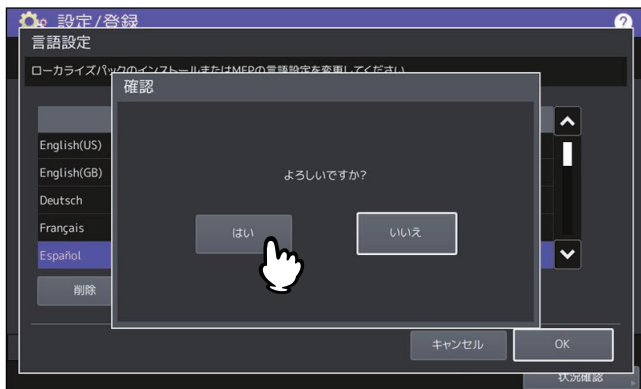 設定/登録
?
言語設定
ローカライズパックのインストールまたはMFPの言語設定を変更してください
確認
English(US)
English(GB)
Deutsch
Français
Español
よろしいですか?
はい
いいえ
削除
キャンセル
OK
状況確認